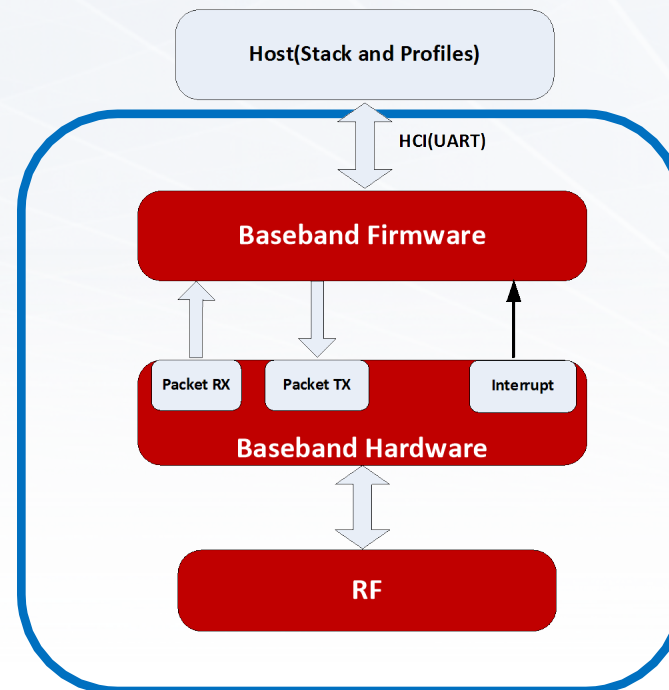 Host(Stack and Profiles)
HCI(UART)
Baseband Firmware
Packet RX
Packet TX
Interrupt
Baseband Hardware
RF